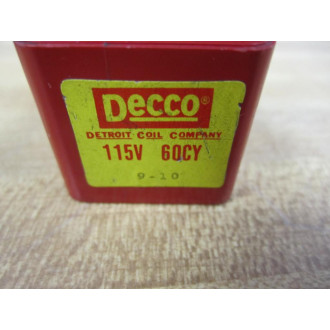 Decco®
DETROIT COIL COMPANY
115V 60CY
9-10